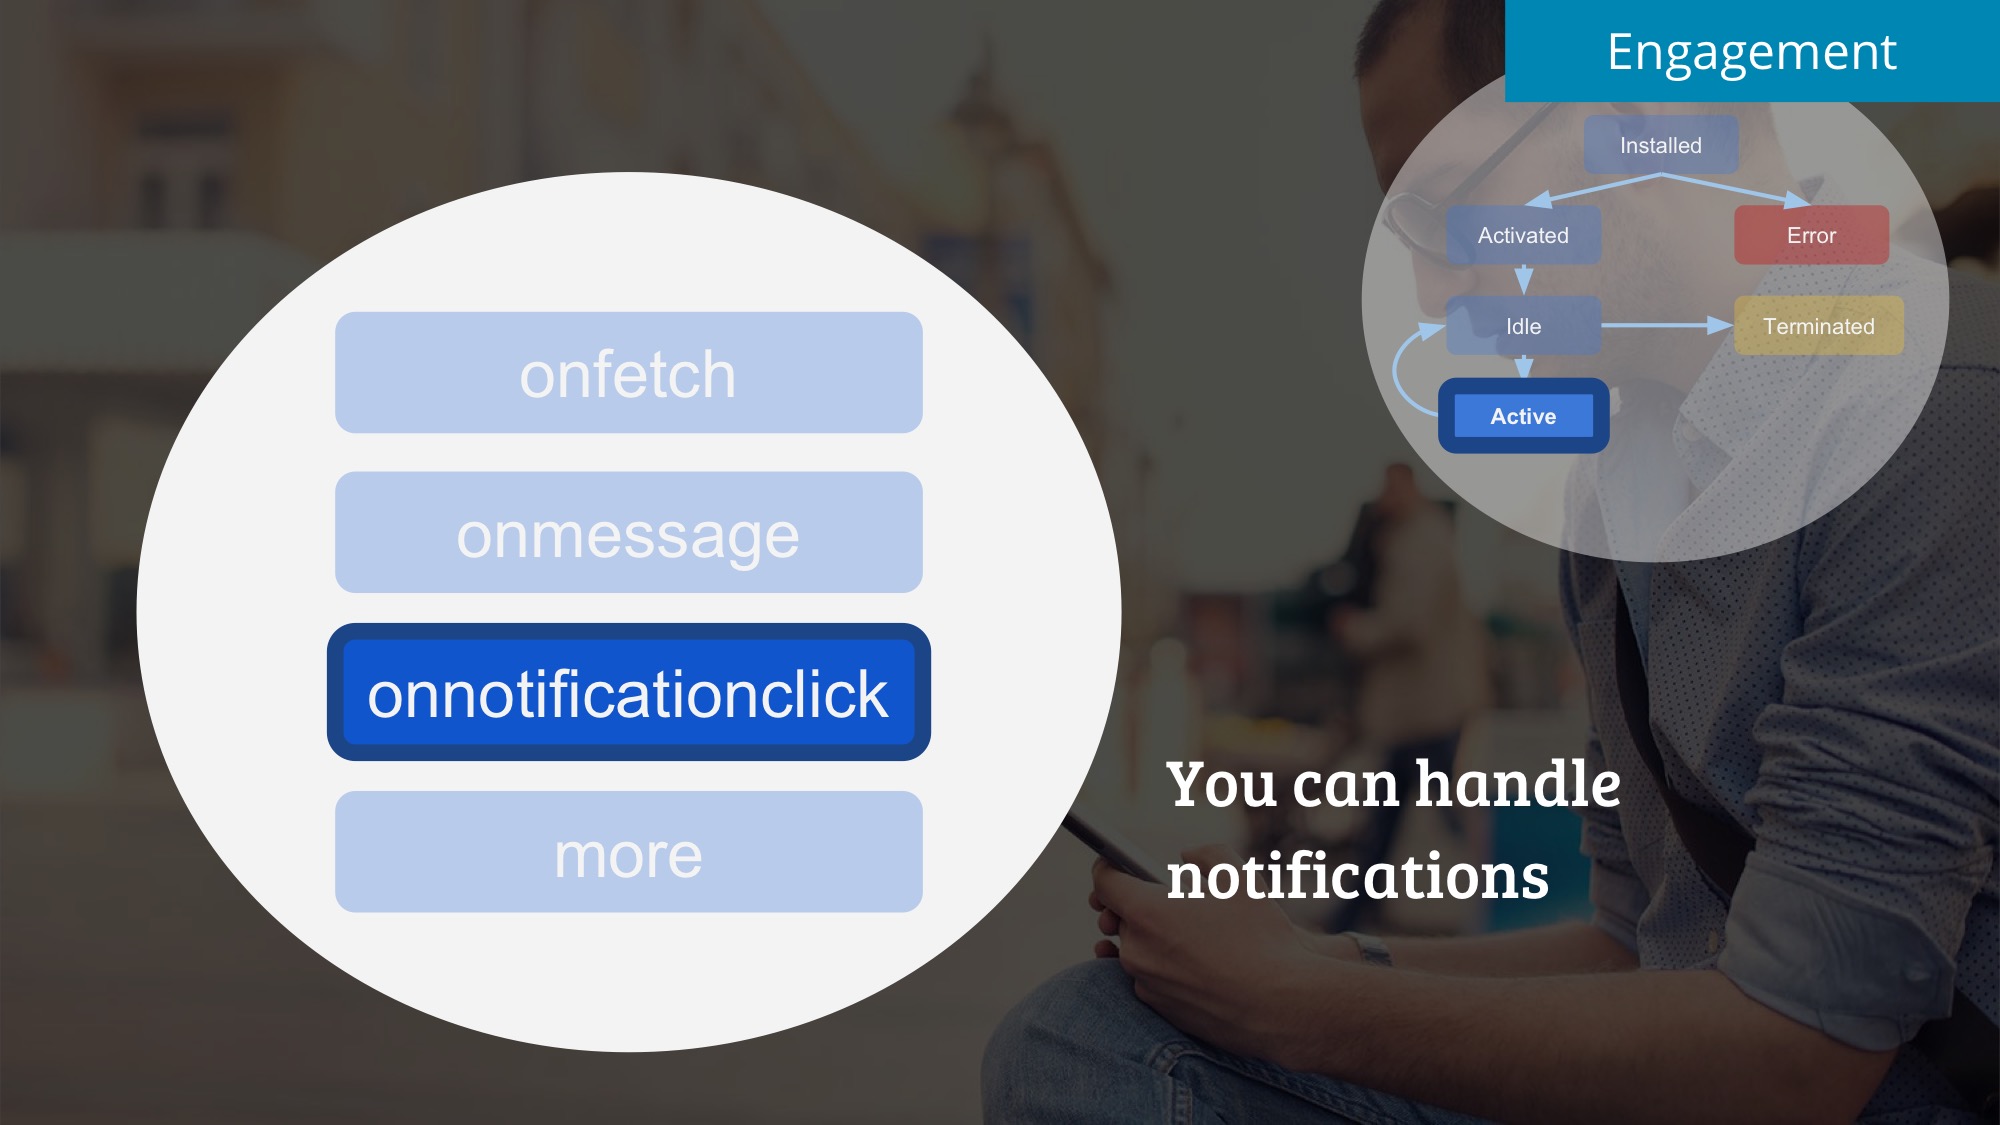 Engagement
Installed
Activated
Error
Idle
Terminated
Active
onfetch
onmessage
onnotificationclick
more
You can handle
notifications